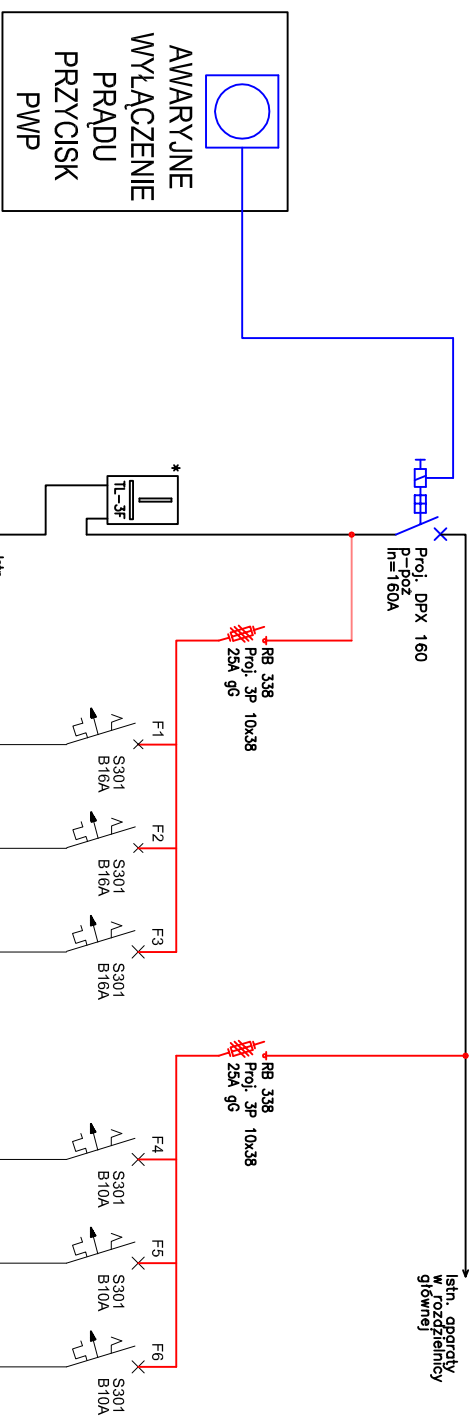 AWARYJNE
WYŁĄCZENIE
PRĄDU
PRZYCISK
PWP
*
TL-3F
Istn.
Proj. DPX 160
p-poż
In=160A
RB 338
Proj. 3P 10x38
25A gG
F1
S301
B16A
F2
S301
B16A
F3
S301
B16A
RB 338
Proj. 3P 10x38
25A gG
F4
S301
B10A
F5
S301
B10A
F6
S301
B10A
Istn. aparaty
w rozdzielnicy
głównej